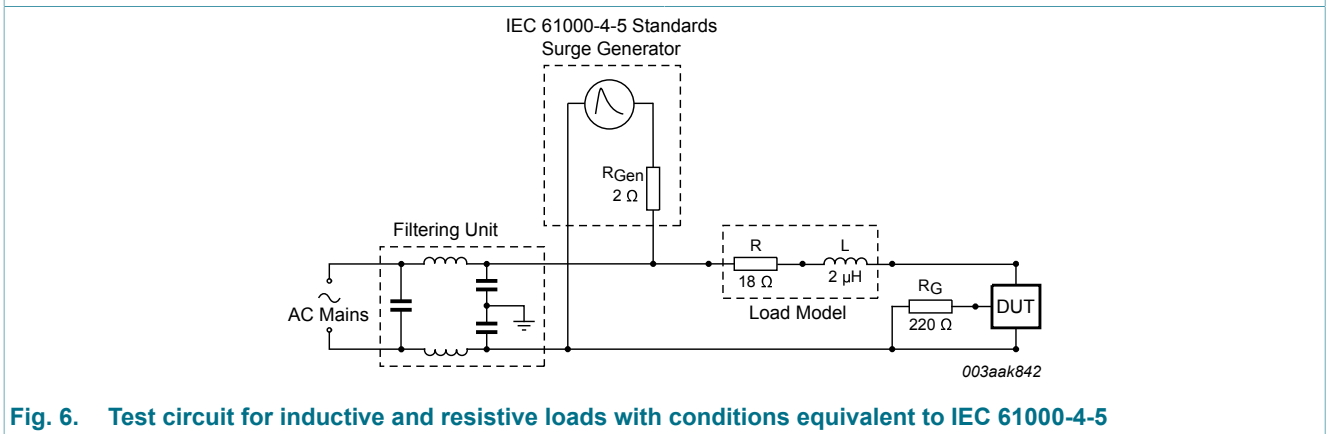 IEC 61000-4-5 Standards
Surge Generator
RGen
2 Ω
Filtering Unit
AC Mains
R
18 Ω
L
2 μH
Load Model
RG
220 Ω
DUT
003aak842
Fig. 6. Test circuit for inductive and resistive loads with conditions equivalent to IEC 61000-4-5